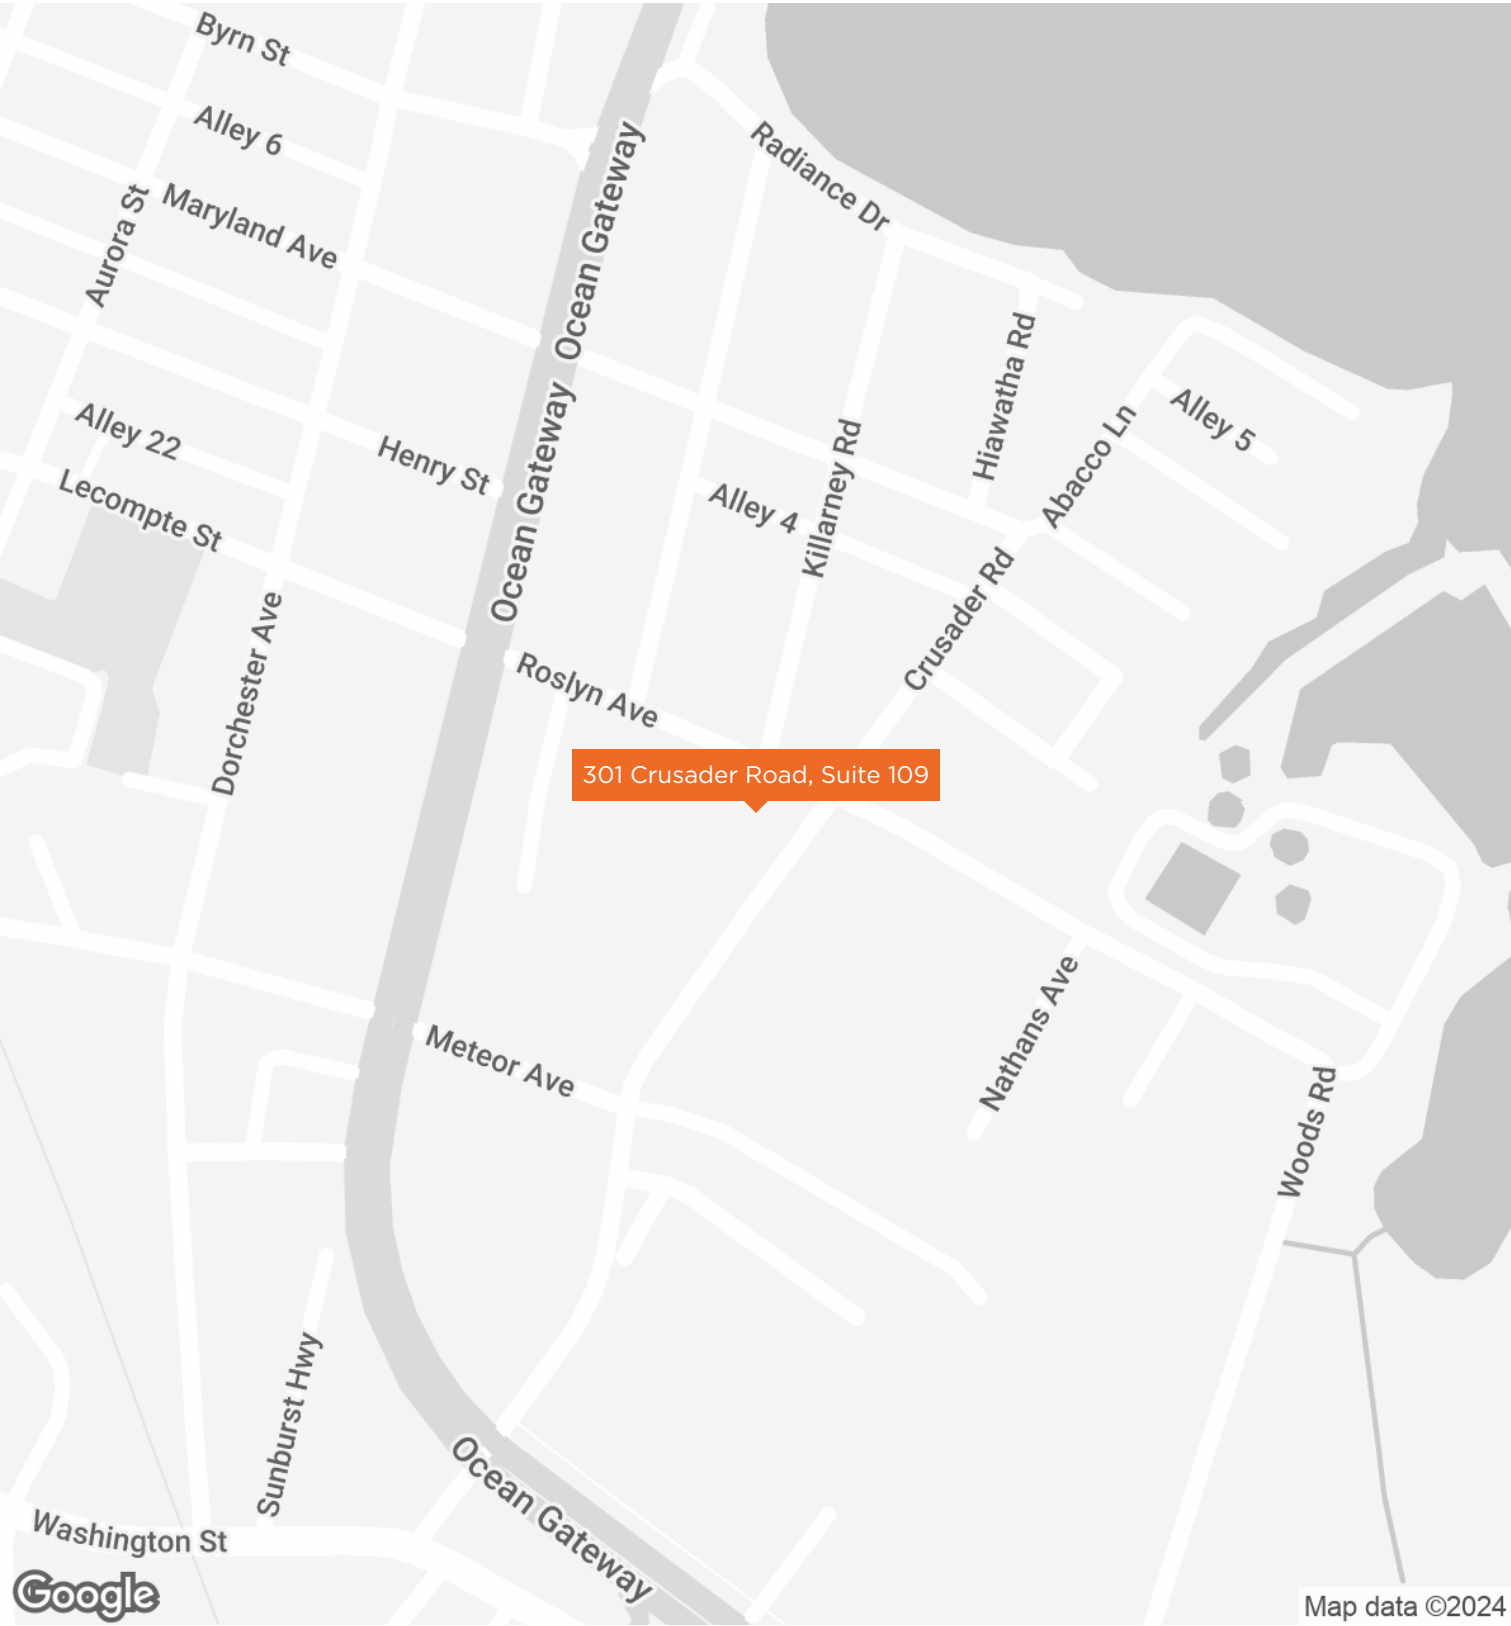 Byrn St
Alley 6
Maryland Ave
Aurora St
Ocean Gateway
Radiance Dr
Ocean Gateway
Hiawatha Rd
Alley 5
Abacco Ln
Alley 22
Henry St
Killarney Rd
Alley 4
Lecompte St
Crusader Rd
Dorchester Ave
Roslyn Ave
301 Crusader Road, Suite 109
Nathans Ave
Meteor Ave
Woods Rd
Sunburst Hwy
Ocean Gateway
Washington St
Google
Map data ©2024